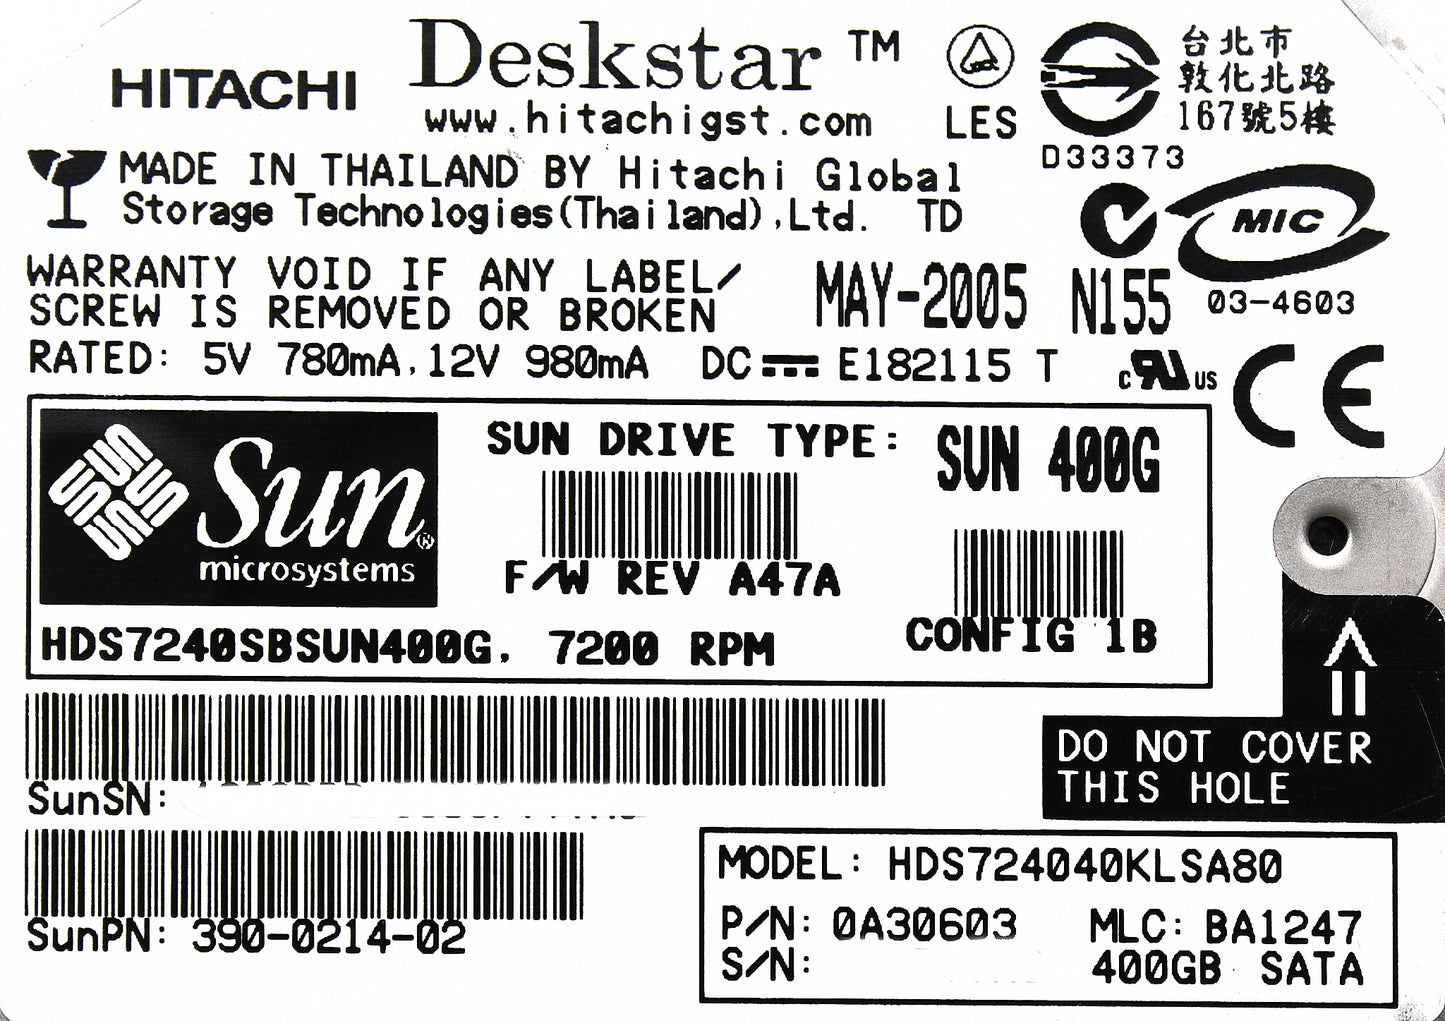 HITACHI
Deskstar™
www.hitachigst.com
LES
台北市
敦化北路
167號5樓
D33373
MADE IN THAILAND BY Hitachi Global
Storage Technologies(Thailand),Ltd. TD
MIC
WARRANTY VOID IF ANY LABEL/
SCREW IS REMOVED OR BROKEN
MAY-2005 N155
03-4603
RATED: 5V 780mA,12V 980mA DC E182115 T
c RU US
CE
Sun®
microsystems
SUN DRIVE TYPE: SUN 400G
F/W REV A47A
CONFIG 1B
HDS7240SBSUN400G, 7200 RPM
DO NOT COVER
THIS HOLE
SunSN:
SunPN: 390-0214-02
MODEL: HDS724040KLSA80
P/N: 0A30603 MLC: BA1247
S/N: 400GB SATA